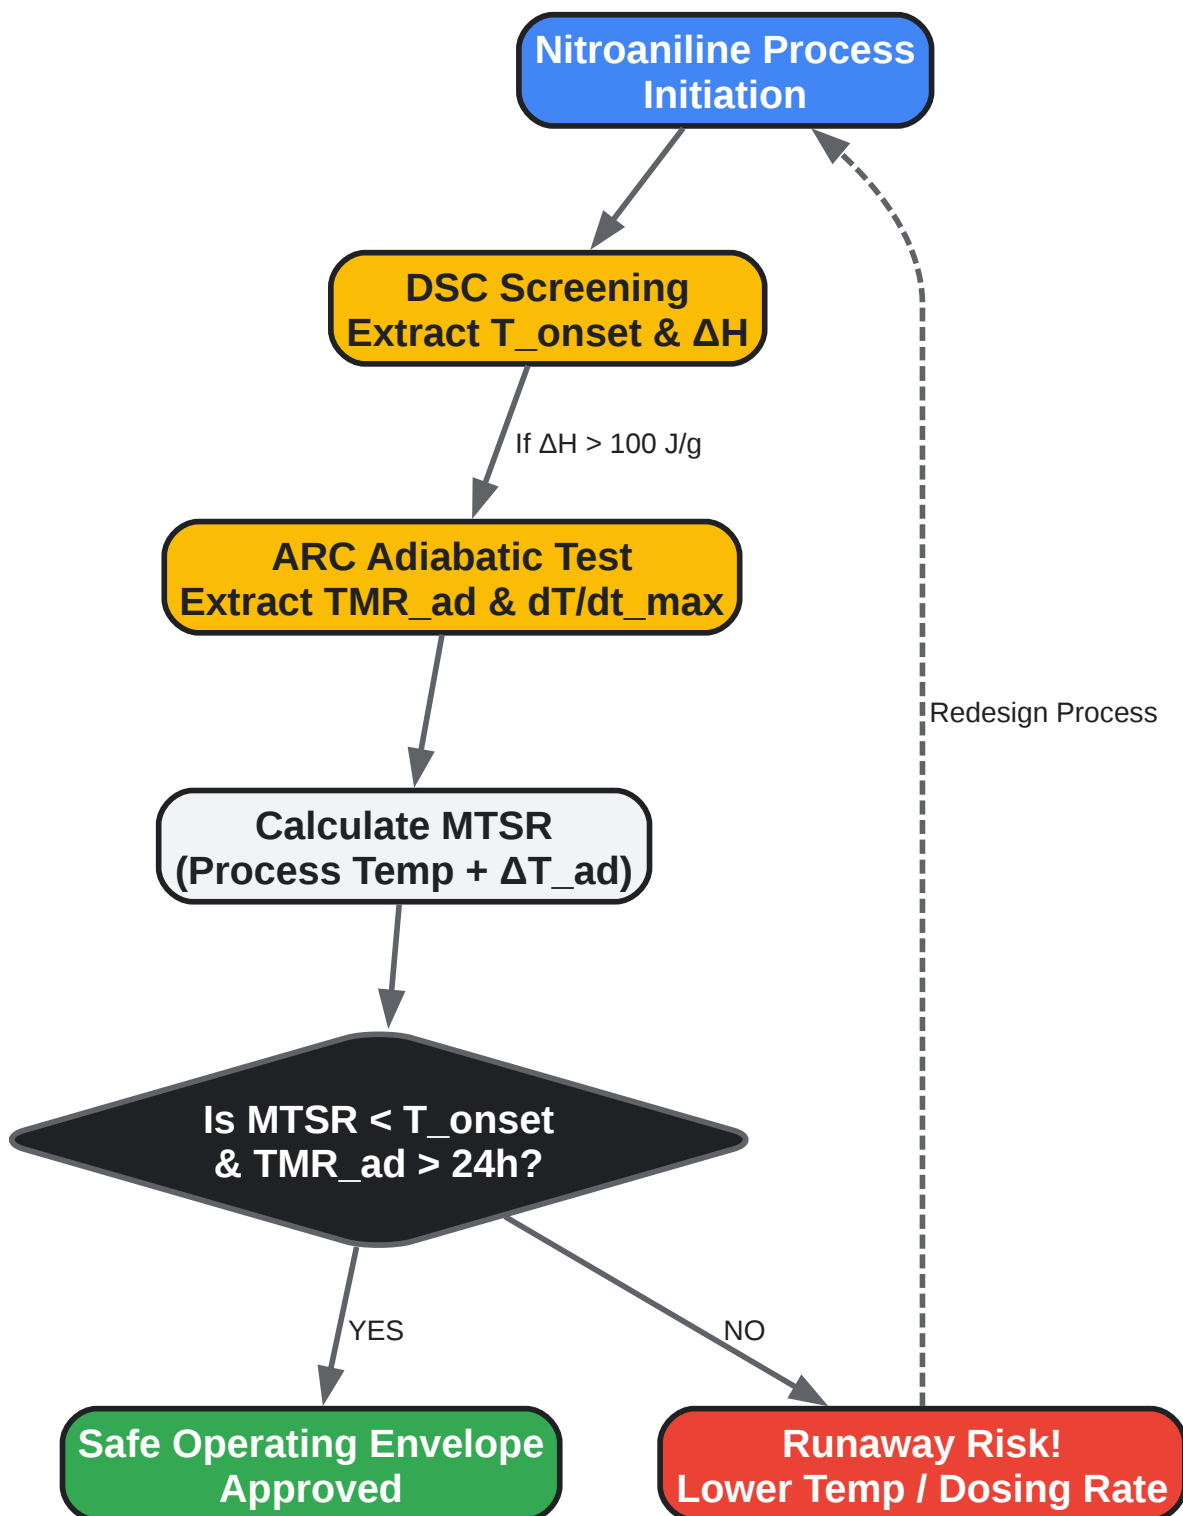 Nitroaniline Process
Initiation
DSC Screening
Extract T_onset & ΔH
If ΔH > 100 J/g
ARC Adiabatic Test
Extract TMR_ad & dT/dt_max
Redesign Process
Calculate MTSR
(Process Temp + ΔT_ad)
Is MTSR < T_onset
& TMR_ad > 24h?
YES
NO
Safe Operating Envelope
Approved
Runaway Risk!
Lower Temp / Dosing Rate